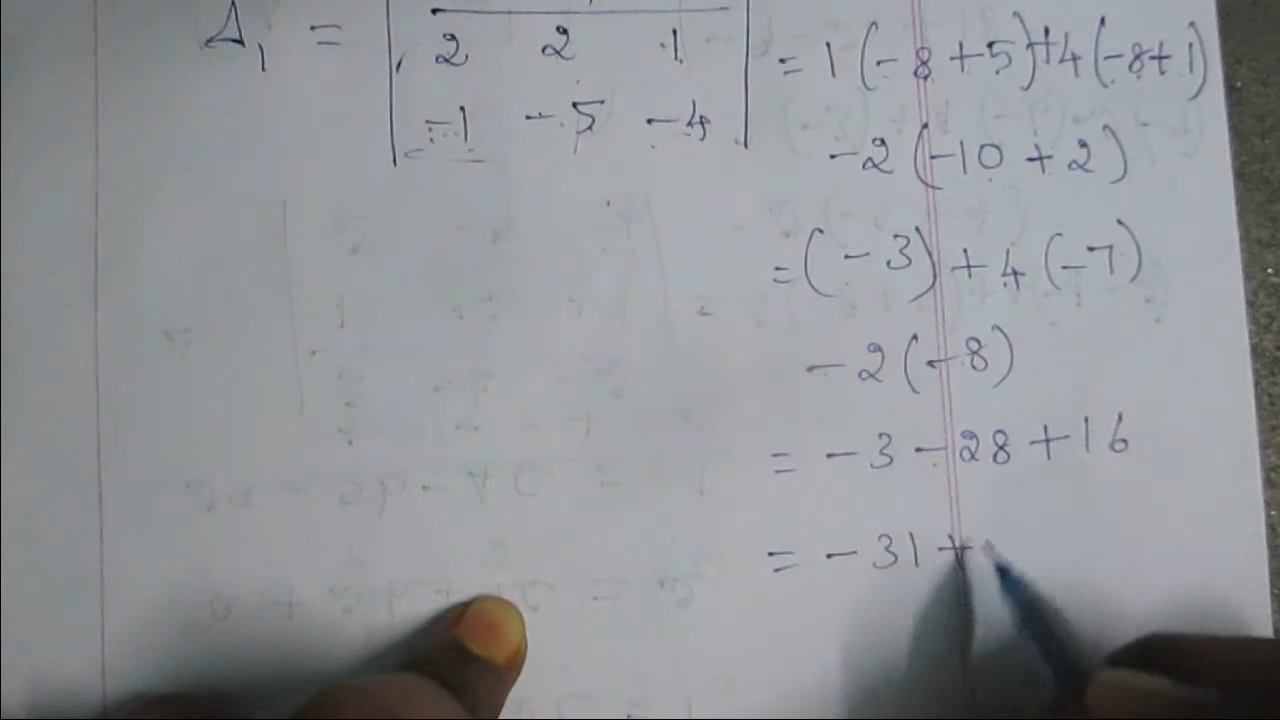 Δ₁ = | 2 2 1 | = 1(-8+5)+4(-8+1)
-1 -5 -4
-2(-10+2)
=(-3)+4(-7)
-2(-8)
= -3-28+16
= -31+